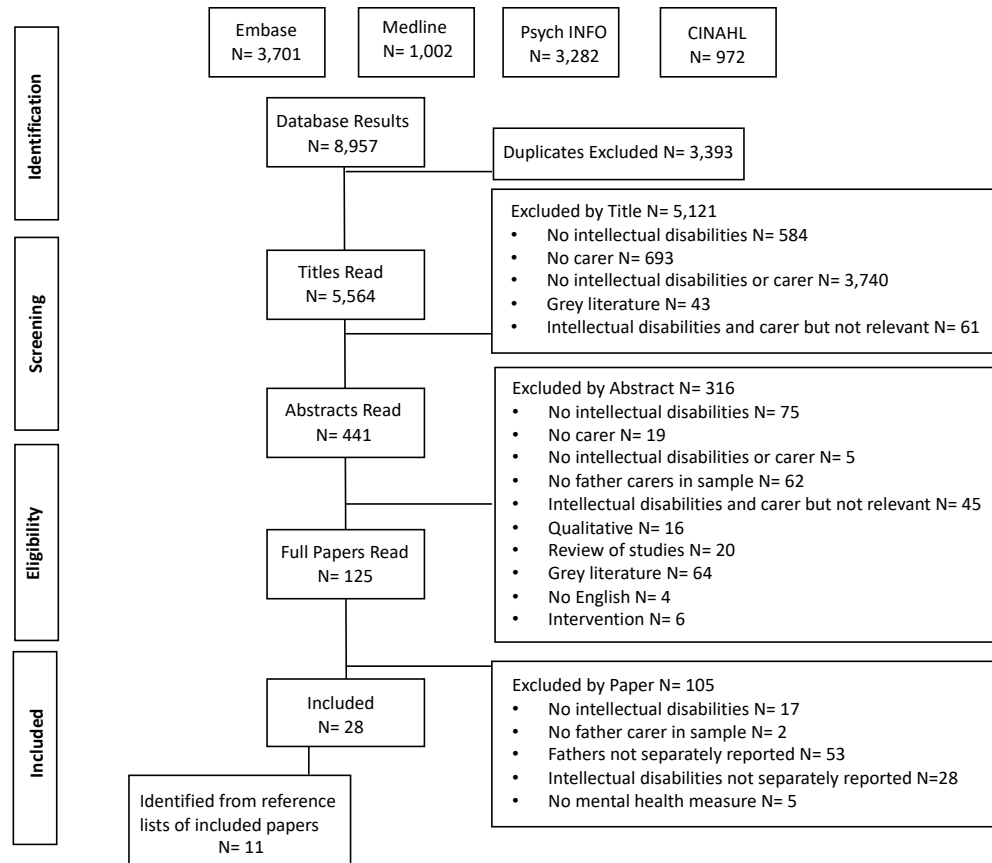 Embase
N= 3,701
Medline
N= 1,002
Psych INFO
N= 3,282
CINAHL
N= 972
Identification
Database Results
N= 8,957
Duplicates Excluded N= 3,393
Excluded by Title N= 5,121
• No intellectual disabilities N= 584
• No carer N= 693
• No intellectual disabilities or carer N= 3,740
• Grey literature N= 43
• Intellectual disabilities and carer but not relevant N= 61
Screening
Titles Read
N= 5,564
Abstracts Read
N= 441
Excluded by Abstract N= 316
• No intellectual disabilities N= 75
• No carer N= 19
• No intellectual disabilities or carer N= 5
• No father carers in sample N= 62
• Intellectual disabilities and carer but not relevant N= 45
• Qualitative N= 16
• Review of studies N= 20
• Grey literature N= 64
• No English N= 4
• Intervention N= 6
Eligibility
Full Papers Read
N= 125
Excluded by Paper N= 105
• No intellectual disabilities N= 17
• No father carer in sample N= 2
• Fathers not separately reported N= 53
• Intellectual disabilities not separately reported N=28
• No mental health measure N= 5
Included
Included
N= 28
Identified from reference
lists of included papers
N= 11